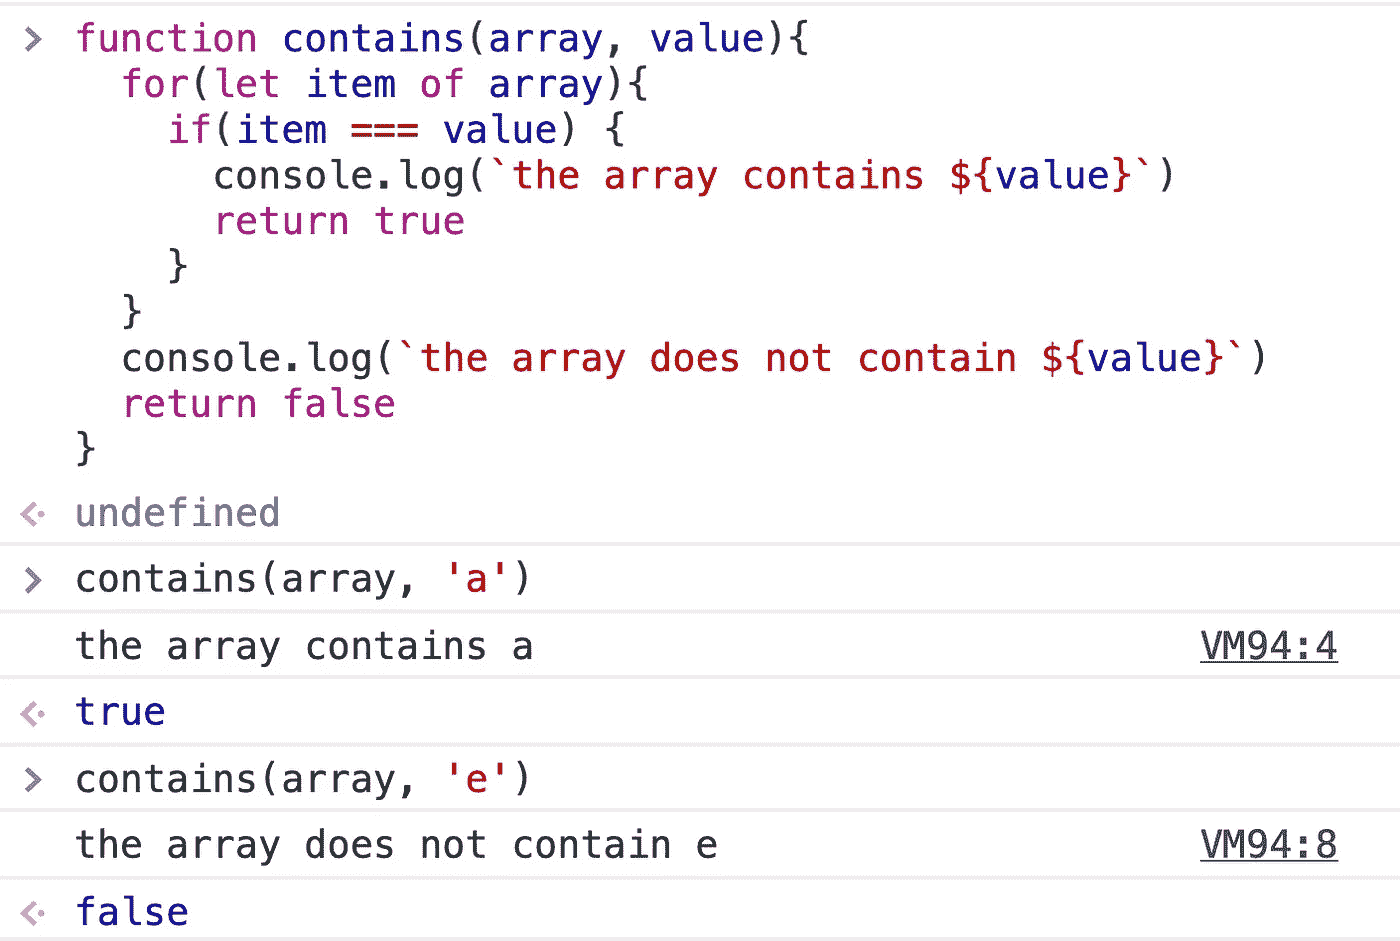 > function contains(array, value){
for(let item of array){
if(item === value) {
console.log(`the array contains ${value}`)
return true
}
}
console.log(`the array does not contain ${value}`)
return false
}
undefined
> contains(array, 'a')
the array contains a VM94:4
true
> contains(array, 'e')
the array does not contain e VM94:8
false